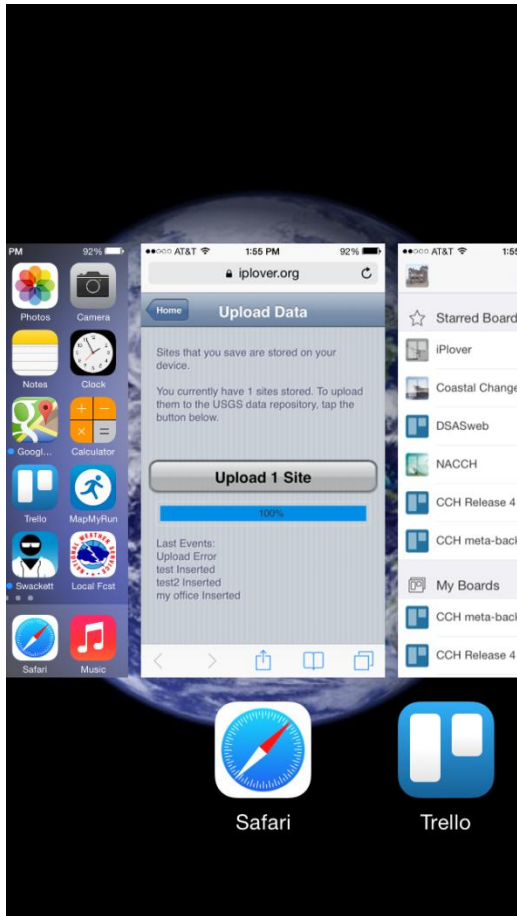 PM 92%
Photos Camera
Notes Clock
Googl... Calculator
Trello MapMyRun
WEATHER
Swackett Local Fcst
Safari Music
AT&T 1:55 PM 92%
iplover.org
Home Upload Data
Sites that you save are stored on your
device.
You currently have 1 sites stored. To upload
them to the USGS data repository, tap the
button below.
Upload 1 Site
100%
Last Events:
Upload Error
test Inserted
test2 Inserted
my office Inserted
AT&T 1:55
Starred Board
iPlover
Coastal Change
DSASweb
NACCH
CCH Release 4
CCH meta-back
My Boards
CCH meta-back
CCH Release 4
Safari
Trello